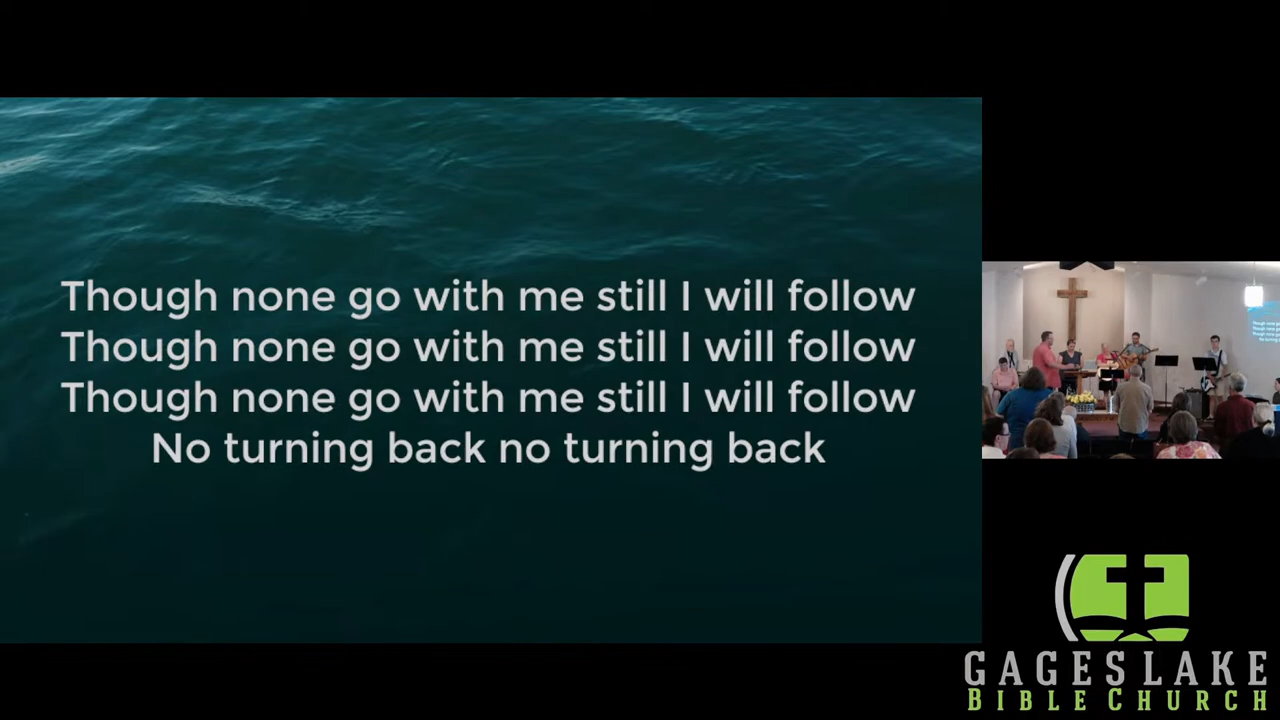 Though none go with me still I will follow
Though none go with me still I will follow
Though none go with me still I will follow
No turning back no turning back
GAGESLAKE
BIBLE CHURCH